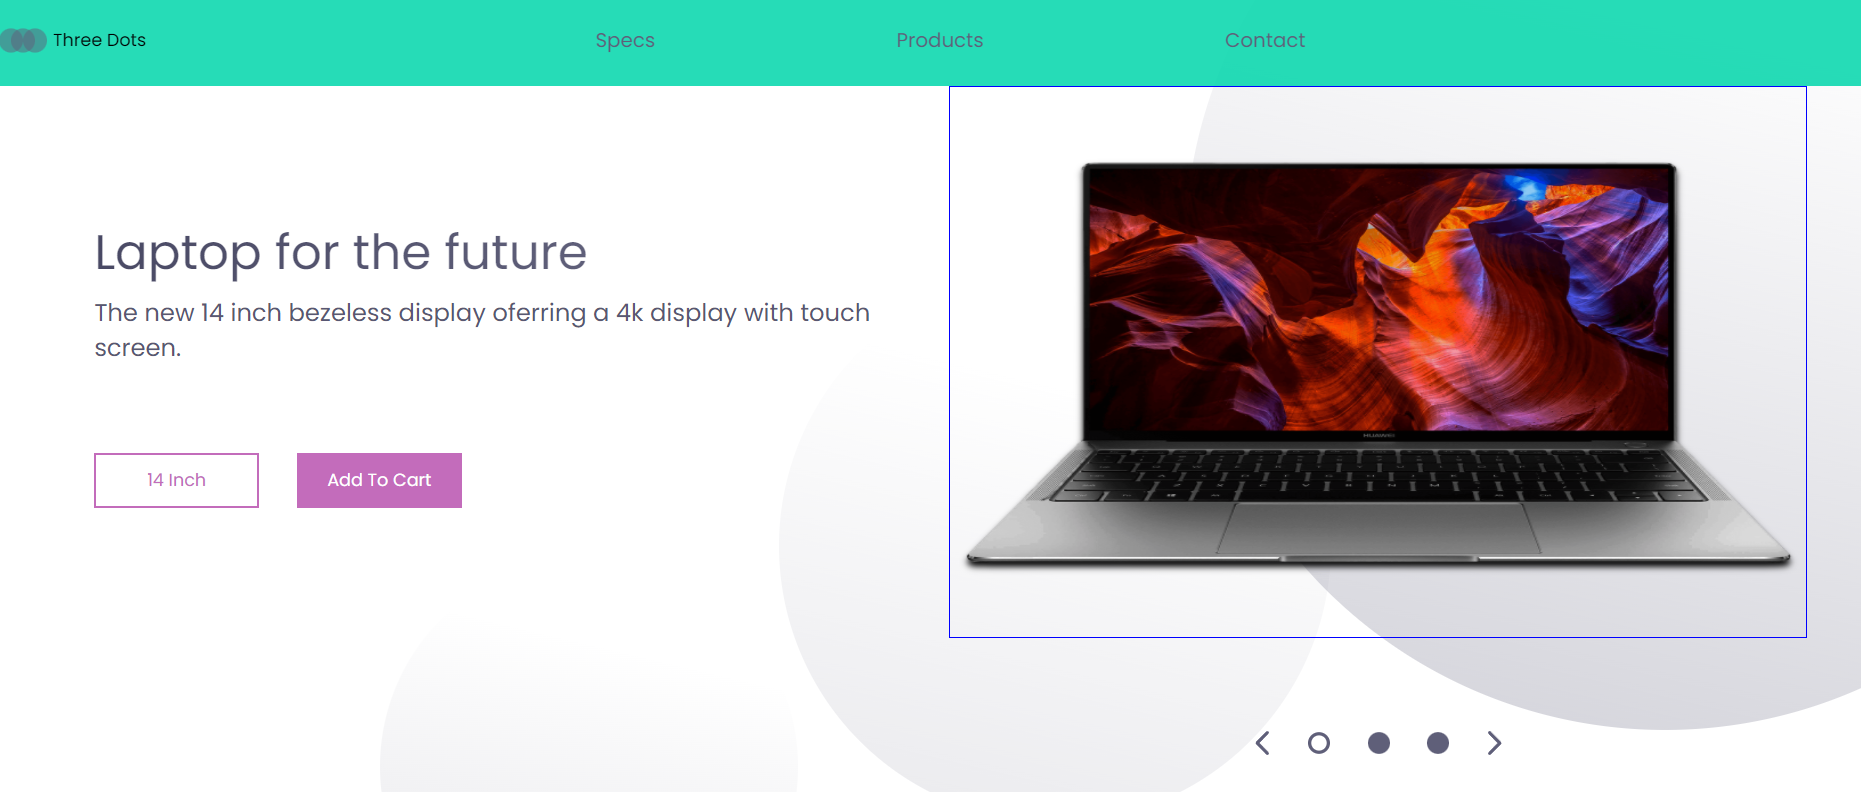 Three Dots
Specs
Products
Contact
Laptop for the future
The new 14 inch bezeless display oferring a 4k display with touch
screen.
14 Inch
Add To Cart
HUAWEI